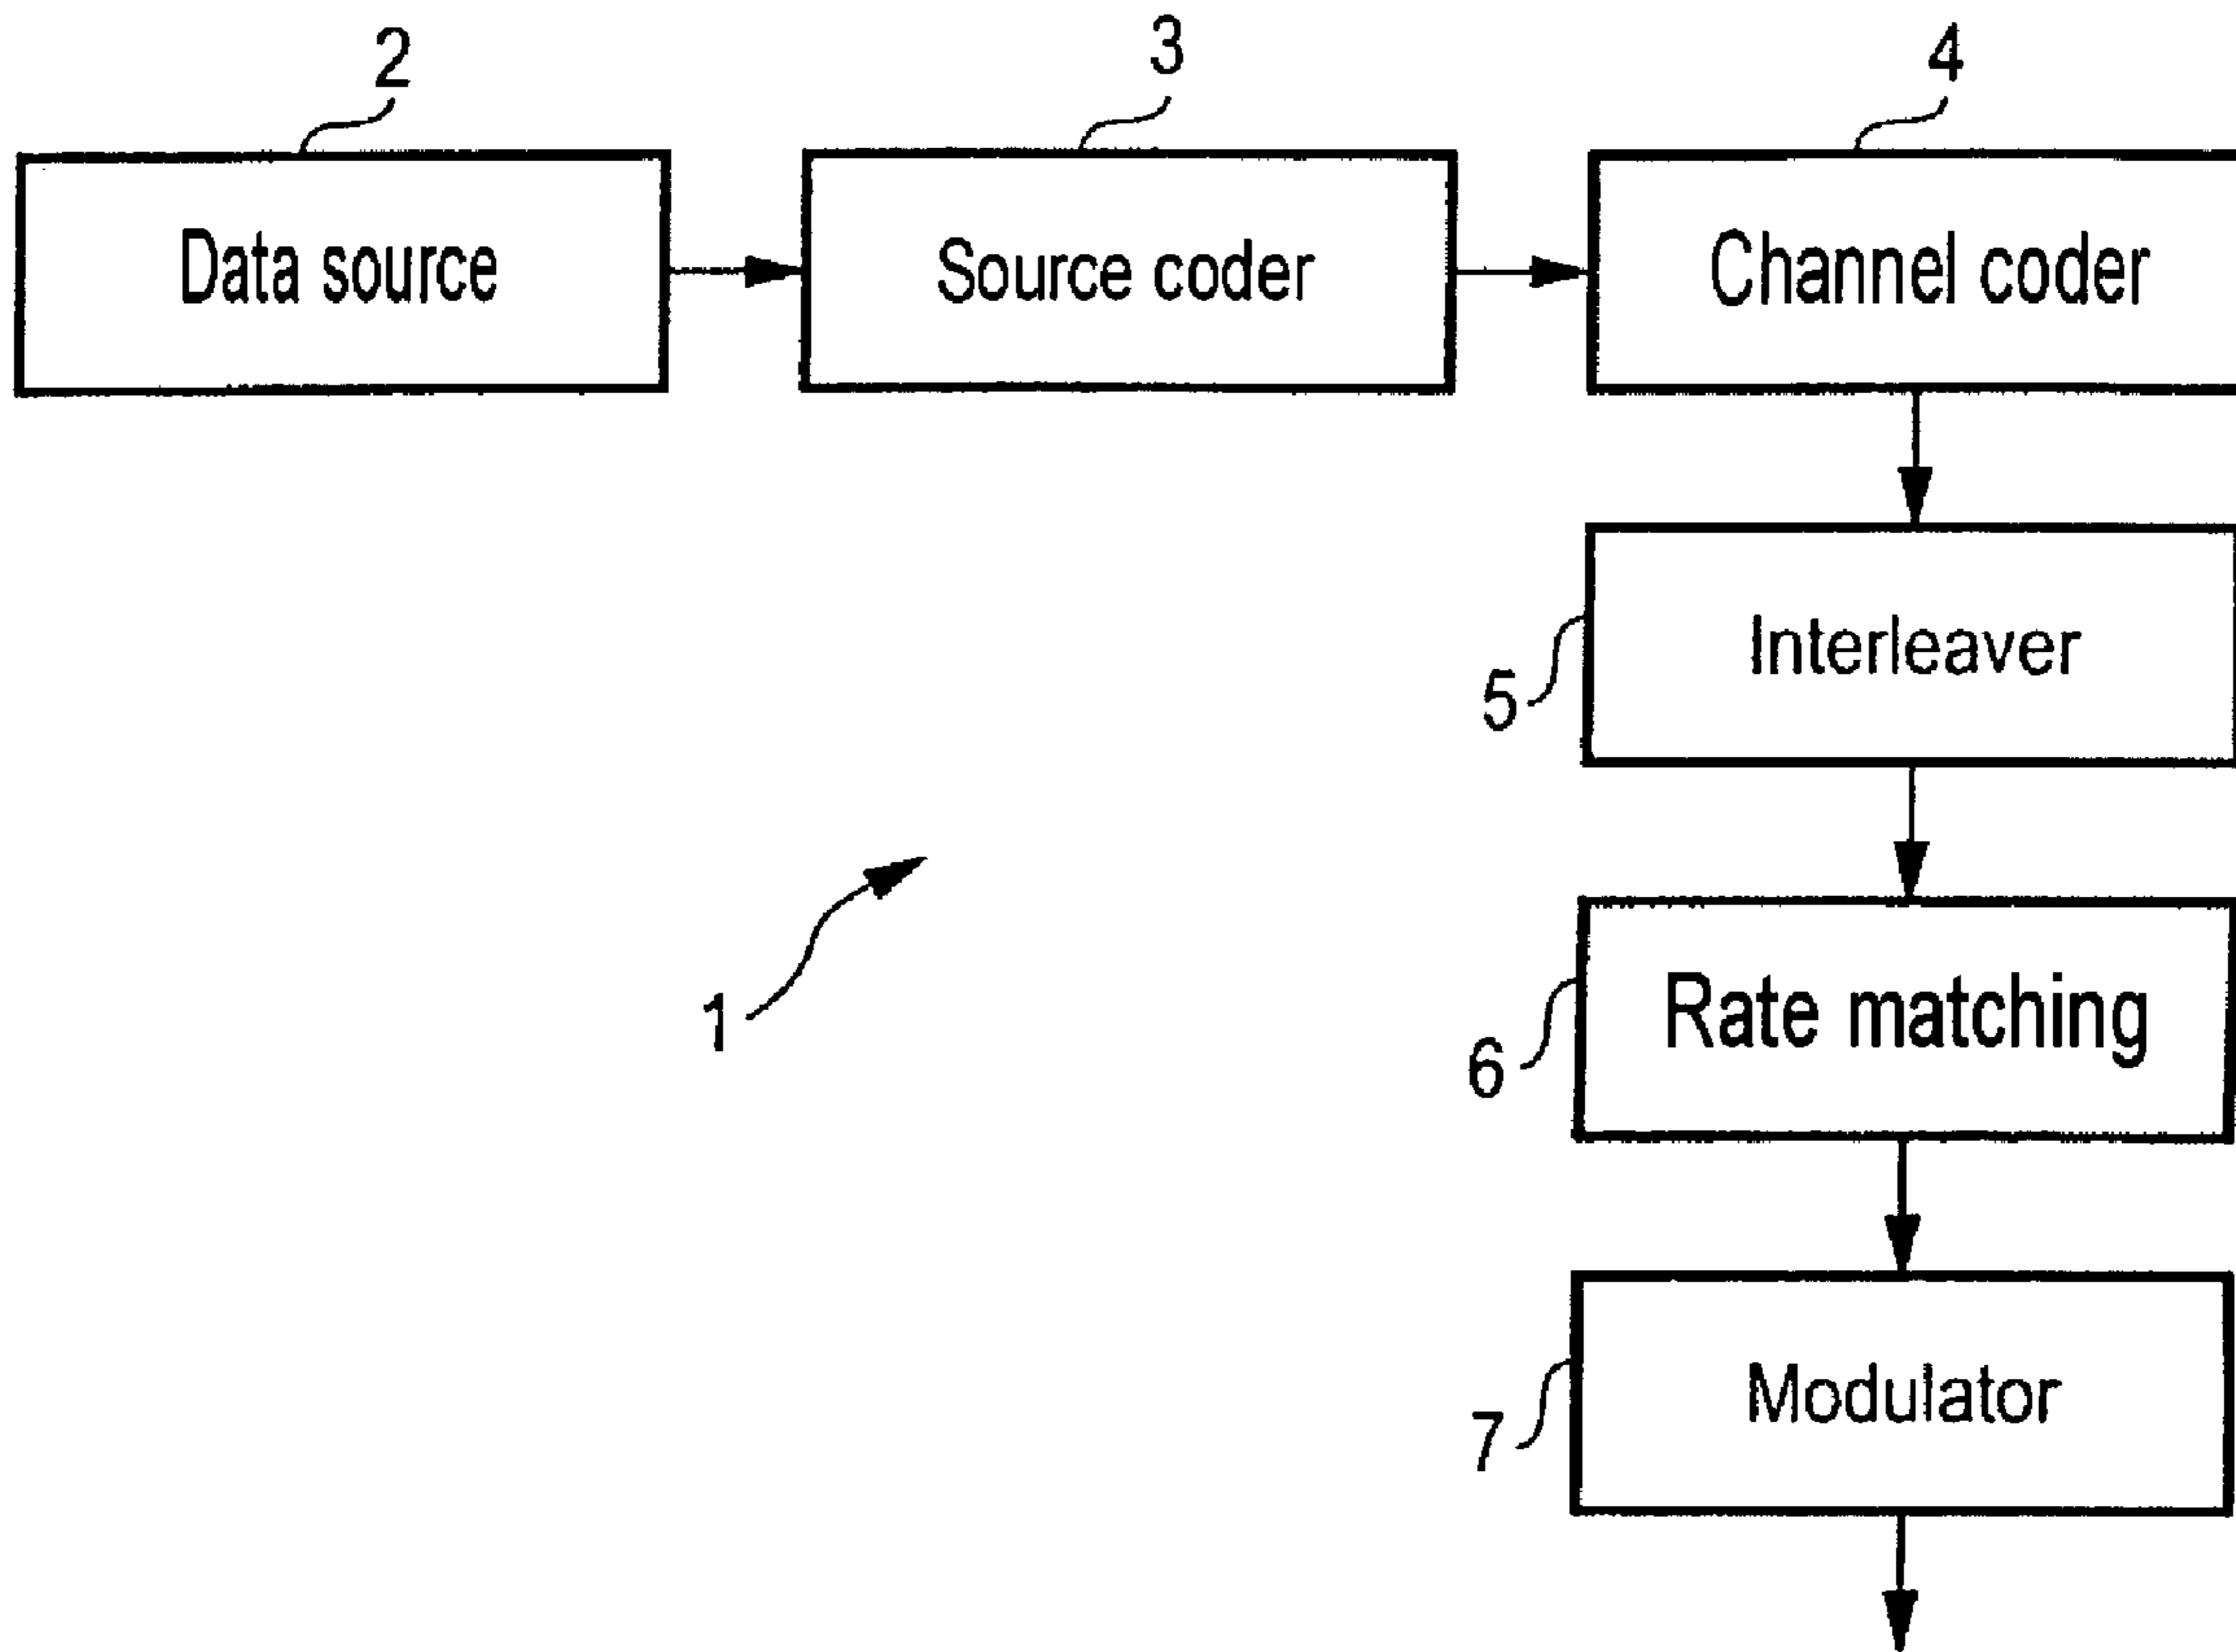 2
3
4
Data source
Source coder
Channel coder
Interleaver
5
1
Rate matching
6
Modulator
7